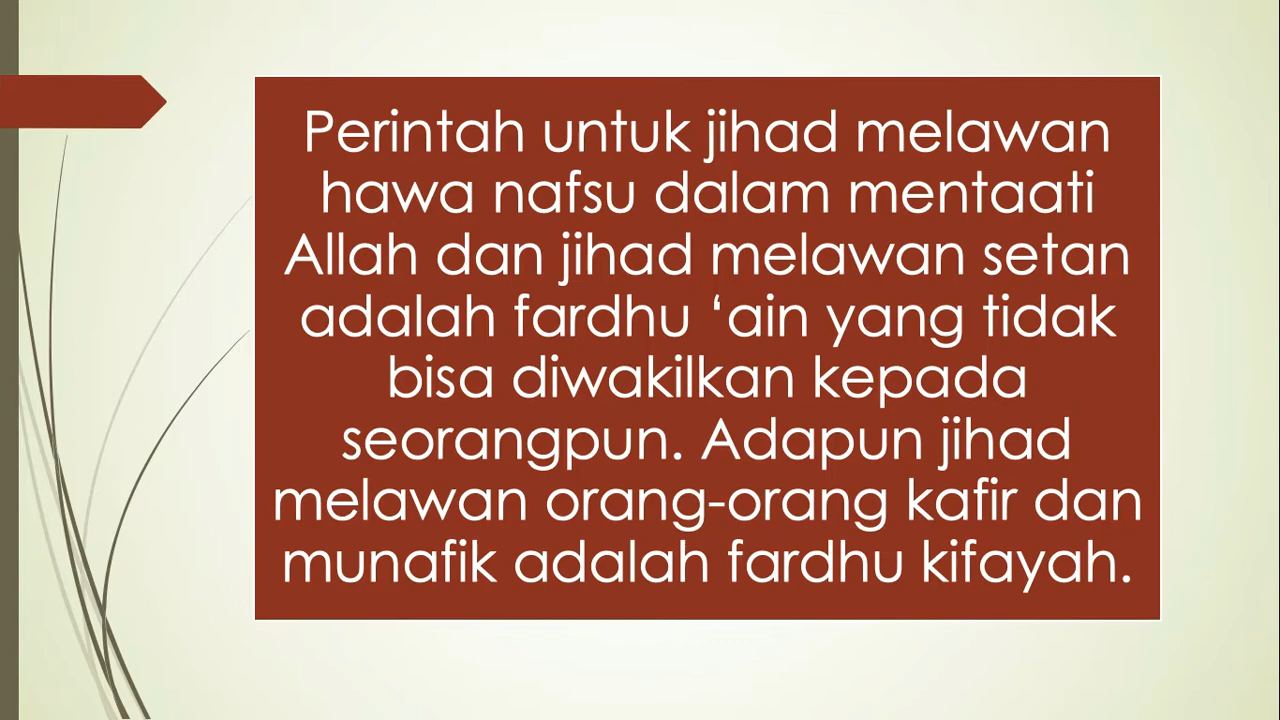 Perintah untuk jihad melawan
hawa nafsu dalam mentaati
Allah dan jihad melawan setan
adalah fardhu ‘ain yang tidak
bisa diwakilkan kepada
seorangpun. Adapun jihad
melawan orang-orang kafir dan
munafik adalah fardhu kifayah.